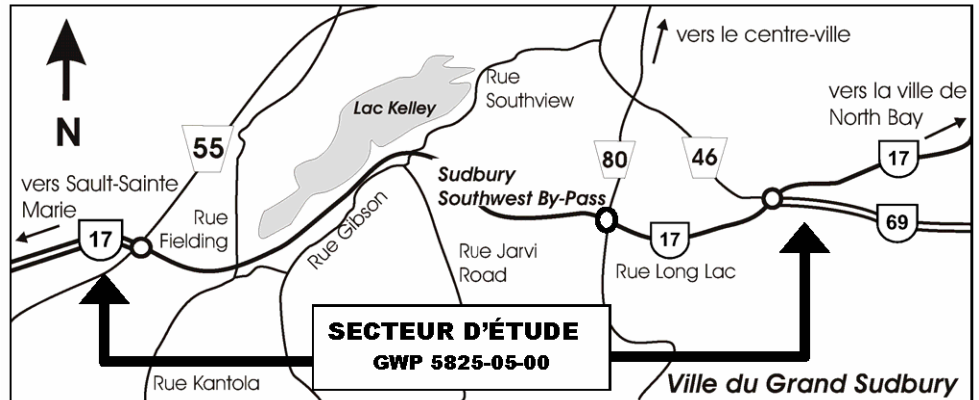 vers le centre-ville
vers la ville de
North Bay
Rue
Southview
Lac Kelley
N
55
80
46
17
69
vers Sault-Sainte
Marie
17
Rue
Fielding
Rue Gibson
Sudbury
Southwest By-Pass
Rue Jarvi
Road
17
Rue Long Lac
SECTEUR D'ÉTUDE
GWP 5825-05-00
Rue Kantola
Ville du Grand Sudbury